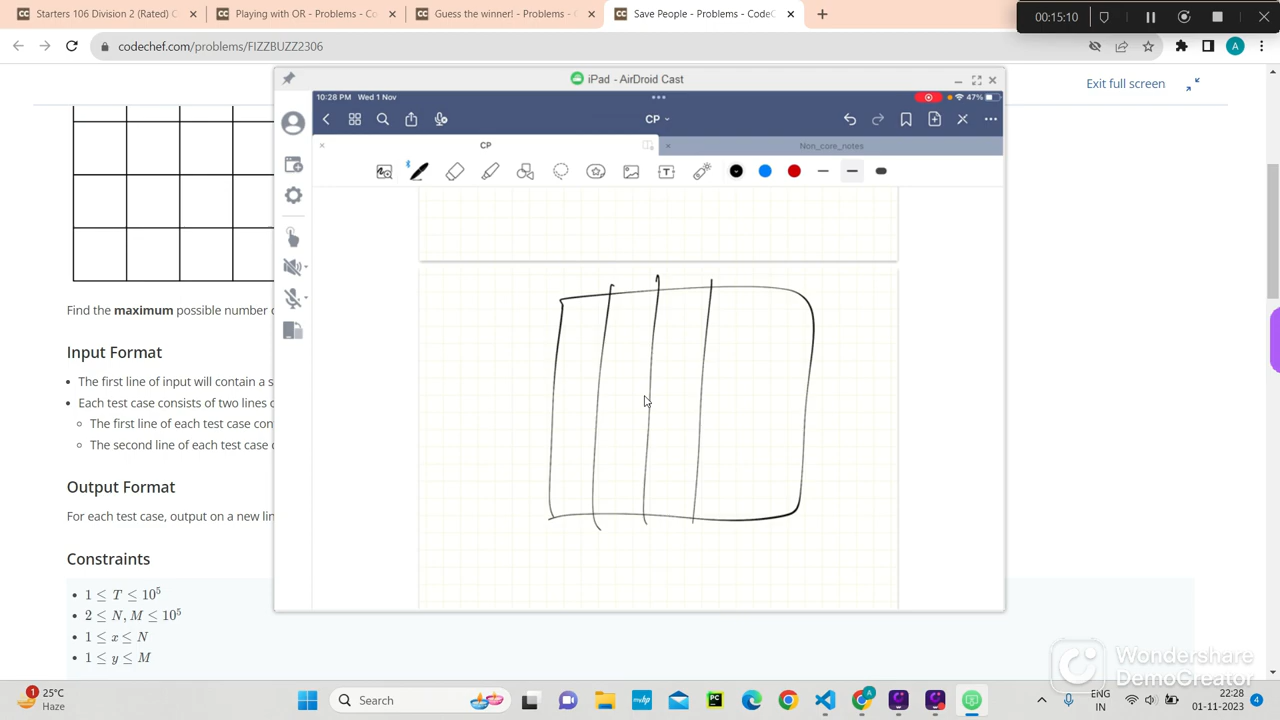 Starters 106 Division 2 (Rated) C
Playing with OR - Problems - Cod
Guess the winner! - Problems - C
Save People - Problems - CodeC
00:15:10
codechef.com/problems/FIZZBUZZ2306
A
iPad - AirDroid Cast
Exit full screen
10:28 PM Wed 1 Nov
47%
CP
CP
Non_core_notes
T
Find the maximum possible number o
Input Format
The first line of input will contain a s
Each test case consists of two lines o
The first line of each test case con
The second line of each test case c
Output Format
For each test case, output on a new lin
Constraints
1 ≤ T ≤ 10^5
2 ≤ N, M ≤ 10^5
1 ≤ x ≤ N
1 ≤ y ≤ M
Wondershare
DemoCreator
1
25°C
Haze
Search
ENG
IN
22:28
01-11-2023
4